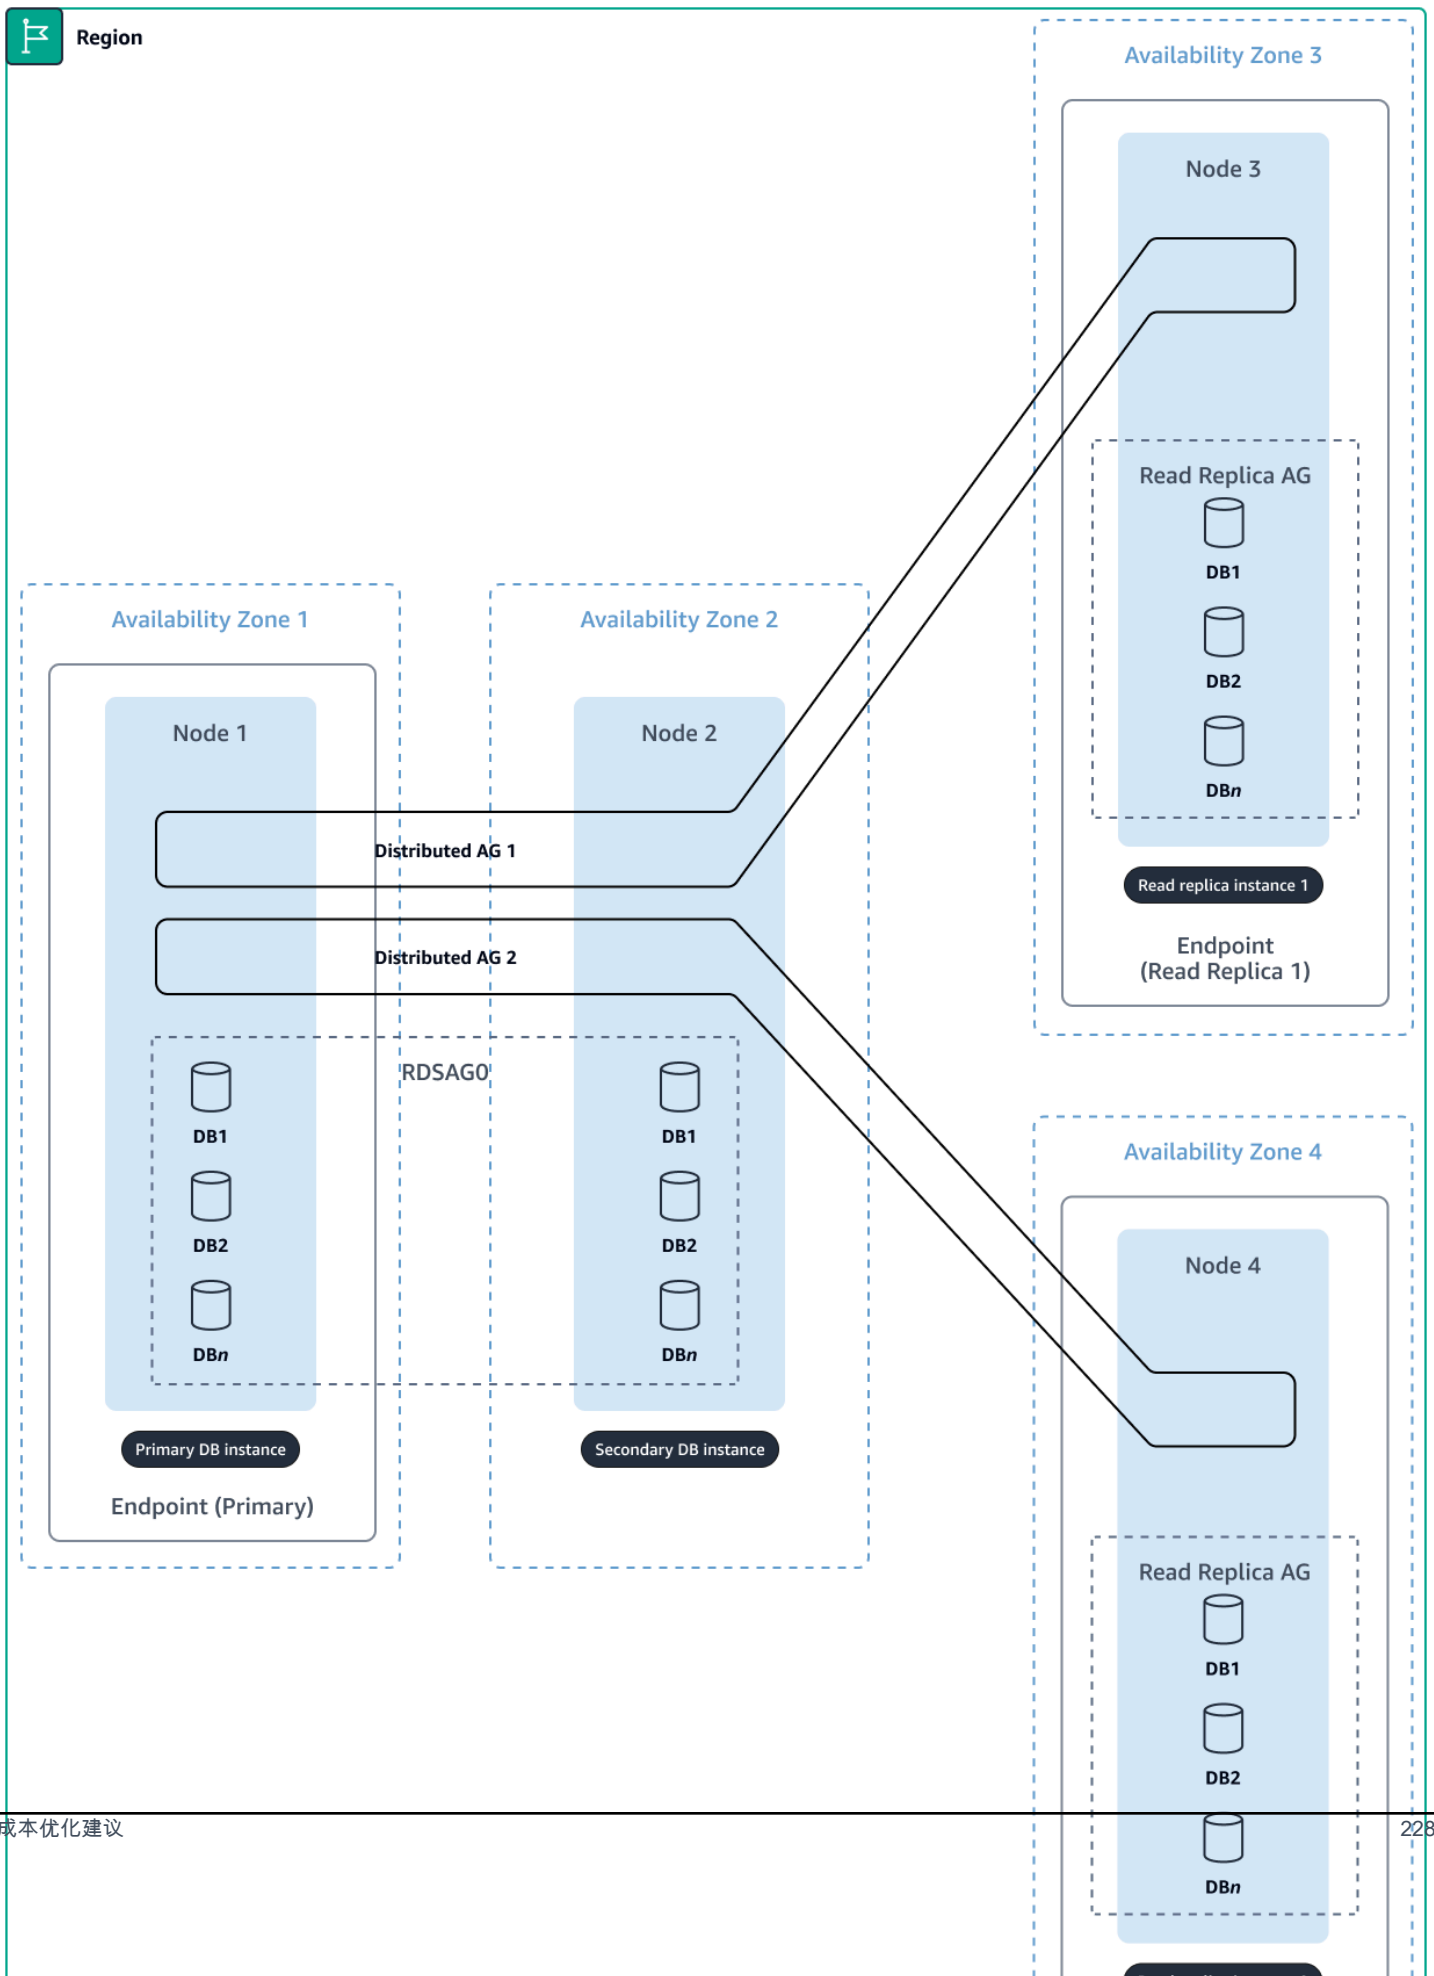 Region
Availability Zone 3
Node 3
Read Replica AG
DB1
DB2
DBn
Read replica instance 1
Endpoint
(Read Replica 1)
Availability Zone 1
Node 1
Availability Zone 2
Node 2
Distributed AG 1
Distributed AG 2
RDSAG0
DB1
DB2
DBn
DB1
DB2
DBn
Primary DB instance
Endpoint (Primary)
Secondary DB instance
Availability Zone 4
Node 4
Read Replica AG
DB1
DB2
DBn
成本优化建议
228